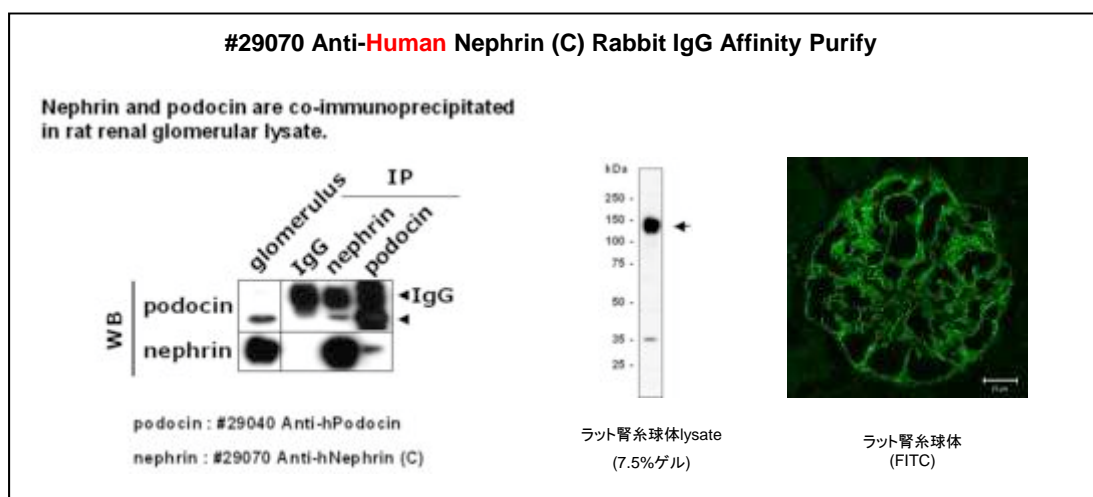 #29070 Anti-Human Nephrin (C) Rabbit IgG Affinity Purify
Nephrin and podocin are co-immunoprecipitated
in rat renal glomerular lysate.
IP
glomerulus
IgG
nephrin
podocin
WB
podocin
◄IgG
◄
nephrin
podocin : #29040 Anti-hPodocin
nephrin : #29070 Anti-hNephrin (C)
kDa
250 -
150 -
100 -
75 -
50 -
35 -
25 -
ラット腎糸球体lysate
(7.5%ゲル)
ラット腎糸球体
(FITC)